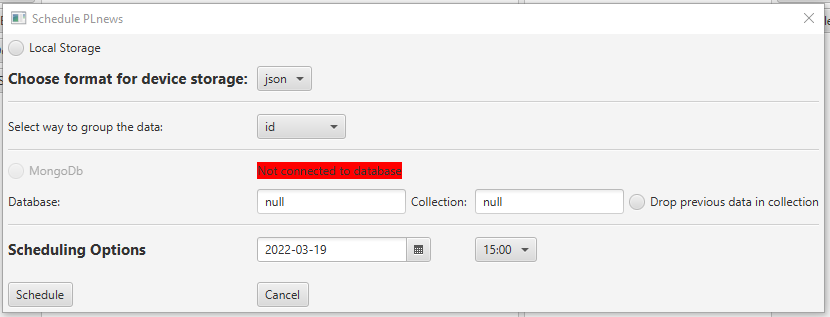 Schedule PLnews
Local Storage
Choose format for device storage: json
Select way to group the data: id
MongoDb Not connected to database
Database: null Collection: null Drop previous data in collection
Scheduling Options 2022-03-19 15:00
Schedule Cancel